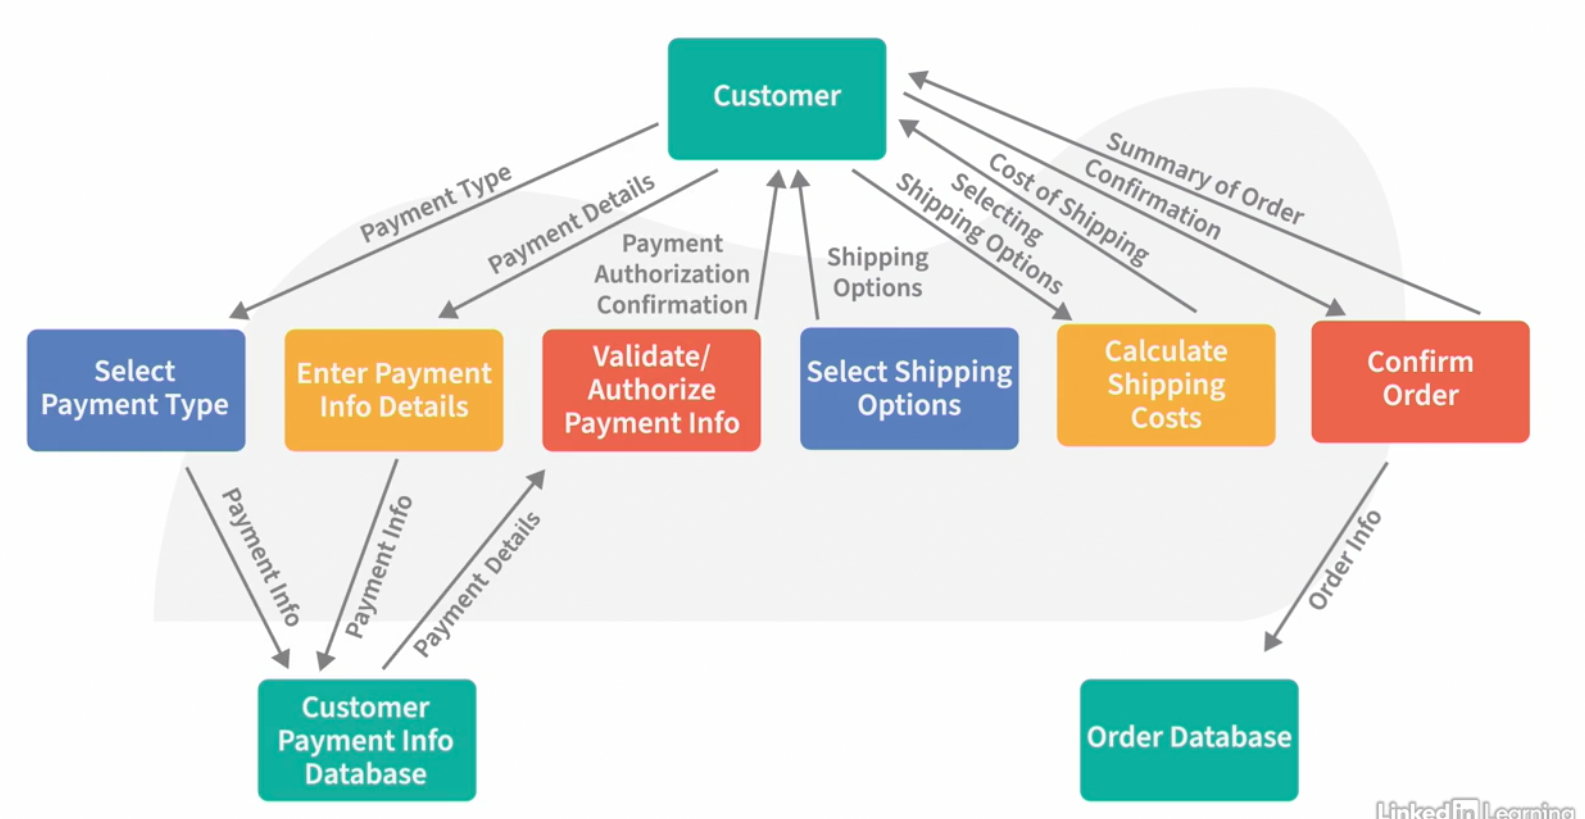 Customer
Payment Type
Payment Details
Payment
Authorization
Confirmation
Shipping
Options
Selecting
Shipping Options
Cost of Shipping
Confirmation
Summary of Order
Select
Payment Type
Enter Payment
Info Details
Validate/
Authorize
Payment Info
Select Shipping
Options
Calculate
Shipping
Costs
Confirm
Order
Payment Info
Payment Info
Payment Details
Order Info
Customer
Payment Info
Database
Order Database
Linked in Learning